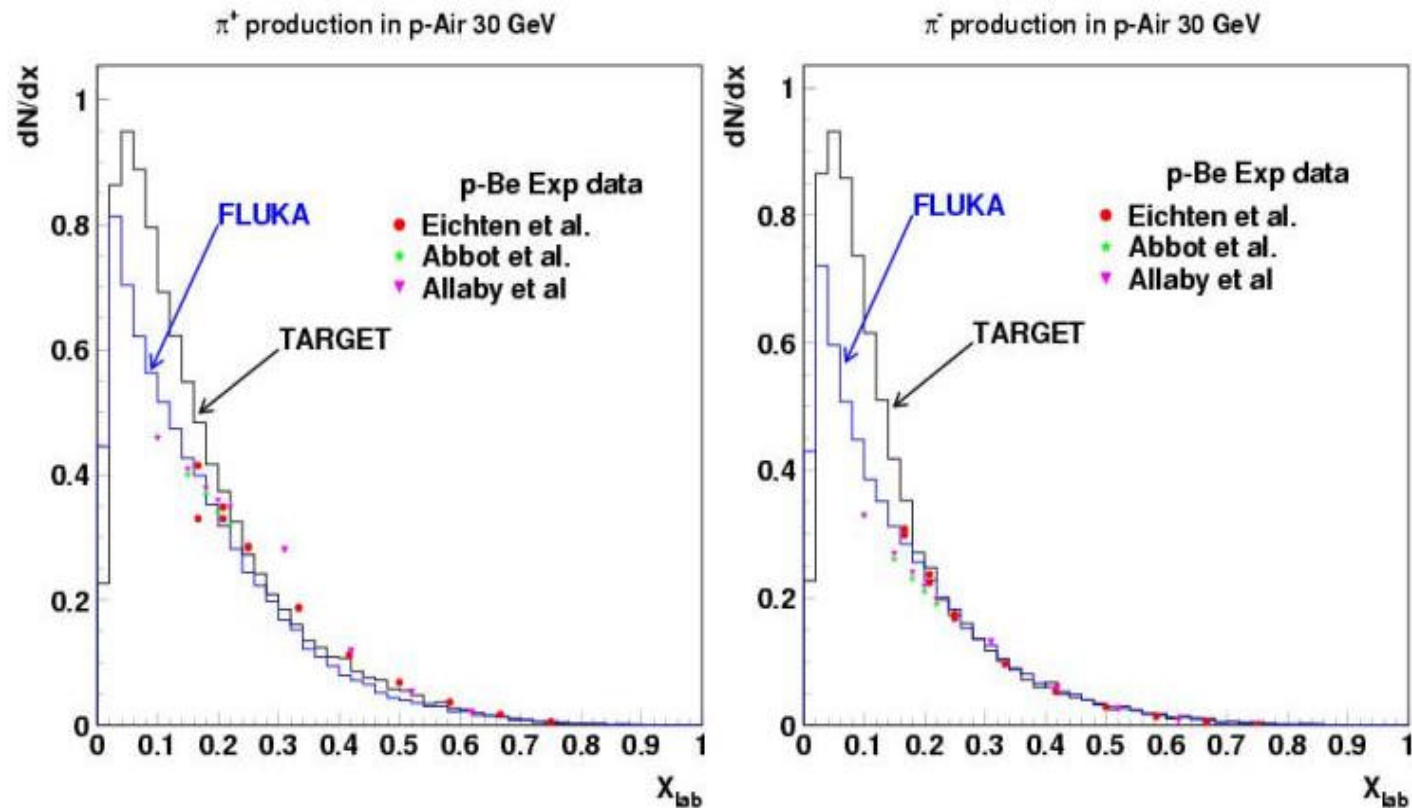 π⁺ production in p-Air 30 GeV
dN/dx
1
0.8
0.6
0.4
0.2
0
FLUKA
TARGET
p-Be Exp data
Eichten et al.
Abbot et al.
Allaby et al
0 0.1 0.2 0.3 0.4 0.5 0.6 0.7 0.8 0.9 1
X_lab
π⁻ production in p-Air 30 GeV
dN/dx
1
0.8
0.6
0.4
0.2
0
FLUKA
TARGET
p-Be Exp data
Eichten et al.
Abbot et al.
Allaby et al
0 0.1 0.2 0.3 0.4 0.5 0.6 0.7 0.8 0.9 1
X_lab